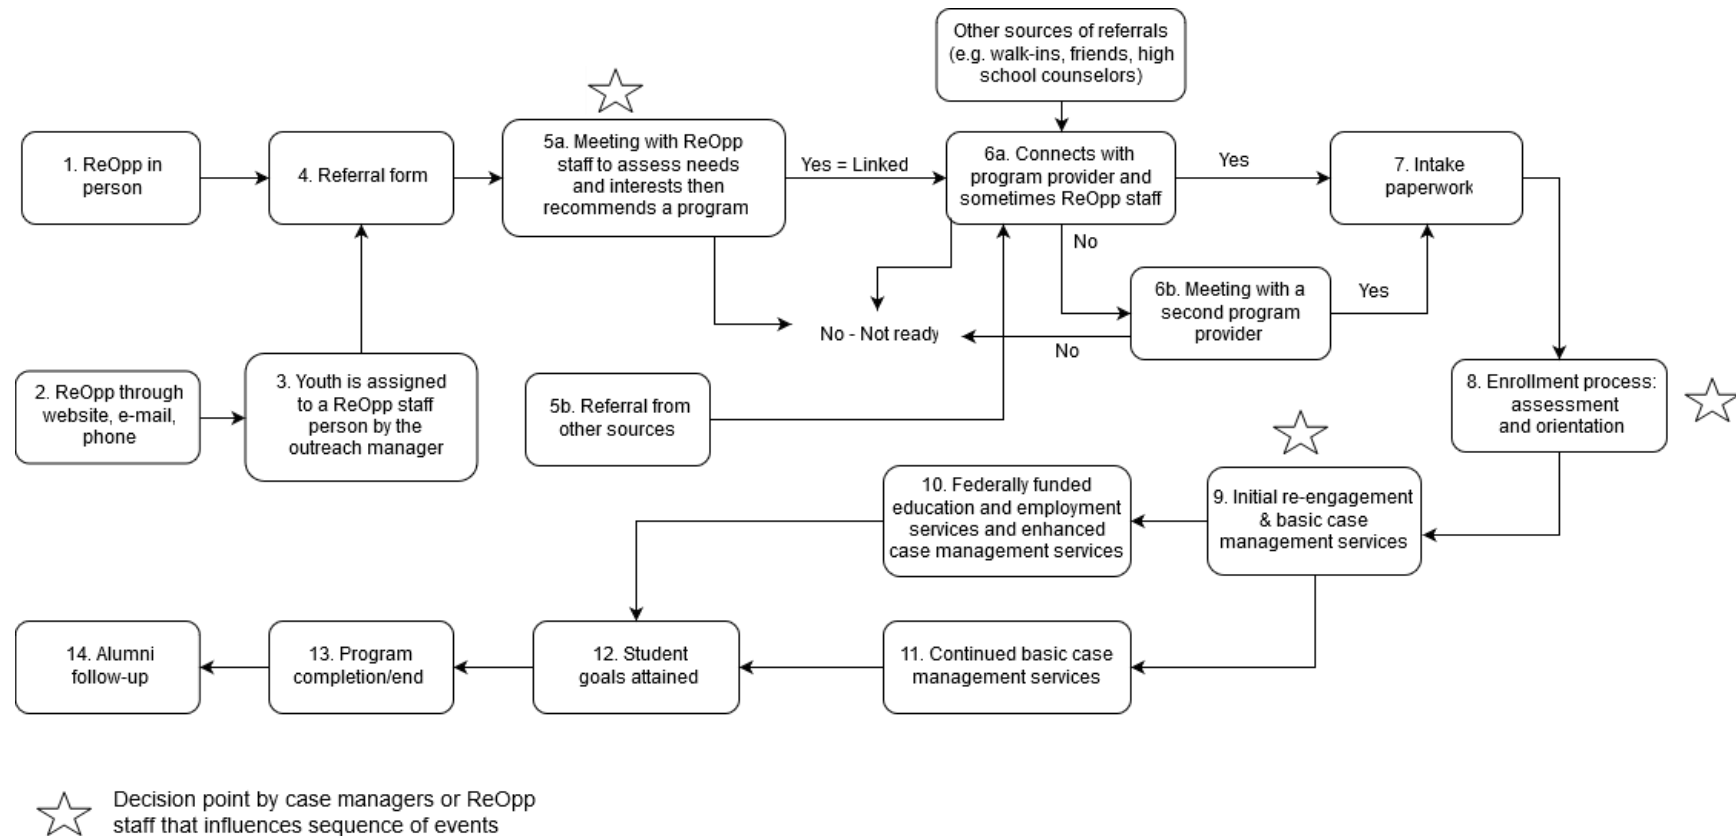 Other sources of referrals
(e.g. walk-ins, friends, high
school counselors)
1. ReOpp in
person
4. Referral form
5a. Meeting with ReOpp
staff to assess needs
and interests then
recommends a program
Yes = Linked
6a. Connects with
program provider and
sometimes ReOpp staff
Yes
7. Intake
paperwork
No
6b. Meeting with a
second program
provider
Yes
No - Not ready
No
2. ReOpp through
website, e-mail,
phone
3. Youth is assigned
to a ReOpp staff
person by the
outreach manager
5b. Referral from
other sources
8. Enrollment process:
assessment
and orientation
10. Federally funded
education and employment
services and enhanced
case management services
9. Initial re-engagement
& basic case
management services
14. Alumni
follow-up
13. Program
completion/end
12. Student
goals attained
11. Continued basic case
management services
Decision point by case managers or ReOpp
staff that influences sequence of events